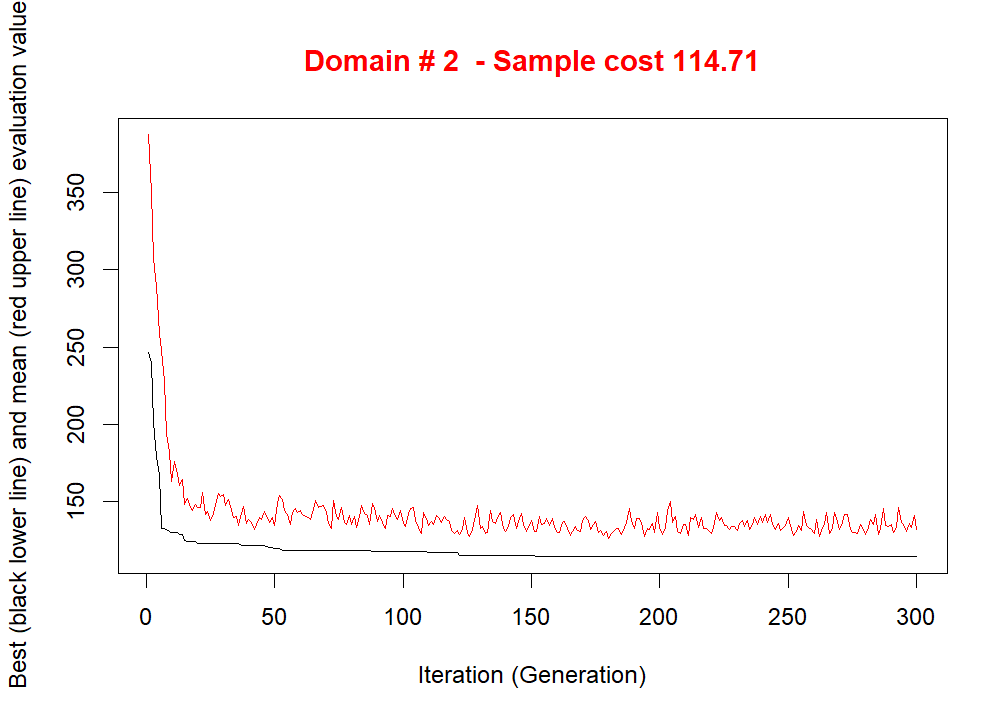 Domain # 2  - Sample cost 114.71
Best (black lower line) and mean (red upper line) evaluation value
350
300
250
200
150
0 50 100 150 200 250 300
Iteration (Generation)